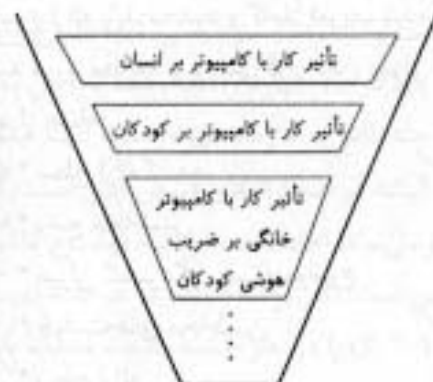 تأثیر کار با کامپیوتر بر انسان
تأثیر کار با کامپیوتر بر کودکان
تأثیر کار با کامپیوتر
خانگی بر ضریب
هوشی کودکان